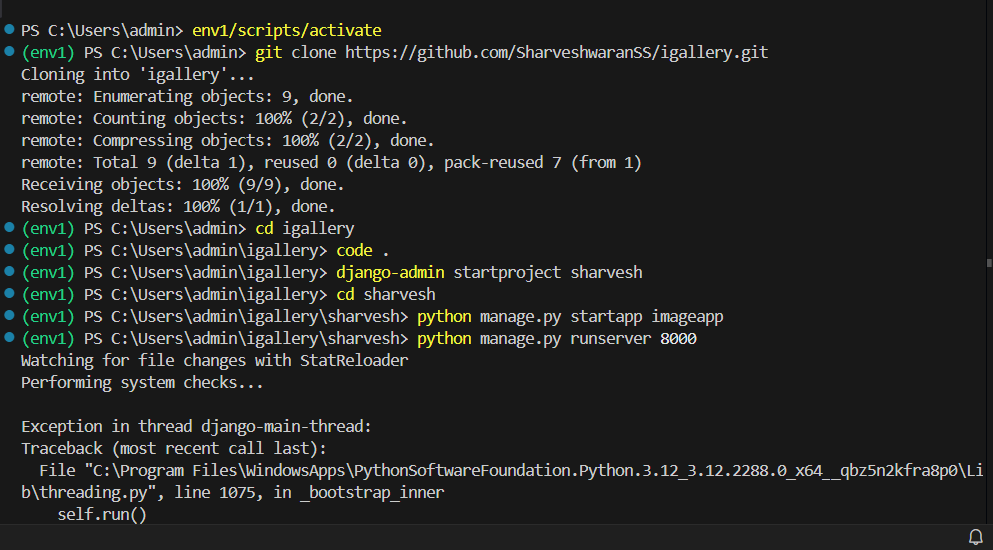 PS C:\Users\admin> env1/scripts/activate
(env1) PS C:\Users\admin> git clone https://github.com/SharveshwaranSS/igallery.git
Cloning into 'igallery'...
remote: Enumerating objects: 9, done.
remote: Counting objects: 100% (2/2), done.
remote: Compressing objects: 100% (2/2), done.
remote: Total 9 (delta 1), reused 0 (delta 0), pack-reused 7 (from 1)
Receiving objects: 100% (9/9), done.
Resolving deltas: 100% (1/1), done.
(env1) PS C:\Users\admin> cd igallery
(env1) PS C:\Users\admin\igallery> code .
(env1) PS C:\Users\admin\igallery> django-admin startproject sharvesh
(env1) PS C:\Users\admin\igallery> cd sharvesh
(env1) PS C:\Users\admin\igallery\sharvesh> python manage.py startapp imageapp
(env1) PS C:\Users\admin\igallery\sharvesh> python manage.py runserver 8000
Watching for file changes with StatReloader
Performing system checks...

Exception in thread django-main-thread:
Traceback (most recent call last):
  File "C:\Program Files\WindowsApps\PythonSoftwareFoundation.Python.3.12_3.12.2288.0_x64__qbz5n2kfra8p0\Li
b\threading.py", line 1075, in _bootstrap_inner
    self.run()